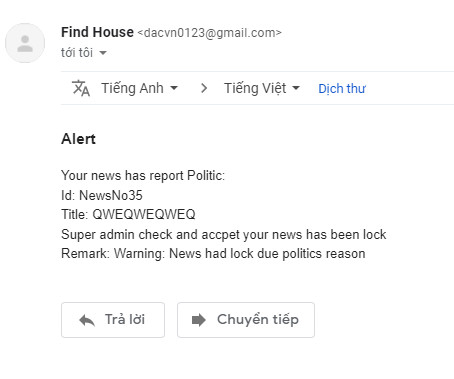 Find House <dacvn0123@gmail.com>
tới tôi
Tiếng Anh > Tiếng Việt Dịch thư
Alert
Your news has report Politic:
Id: NewsNo35
Title: QWEQWEQWEQ
Super admin check and accpet your news has been lock
Remark: Warning: News had lock due politics reason
Trả lời Chuyển tiếp